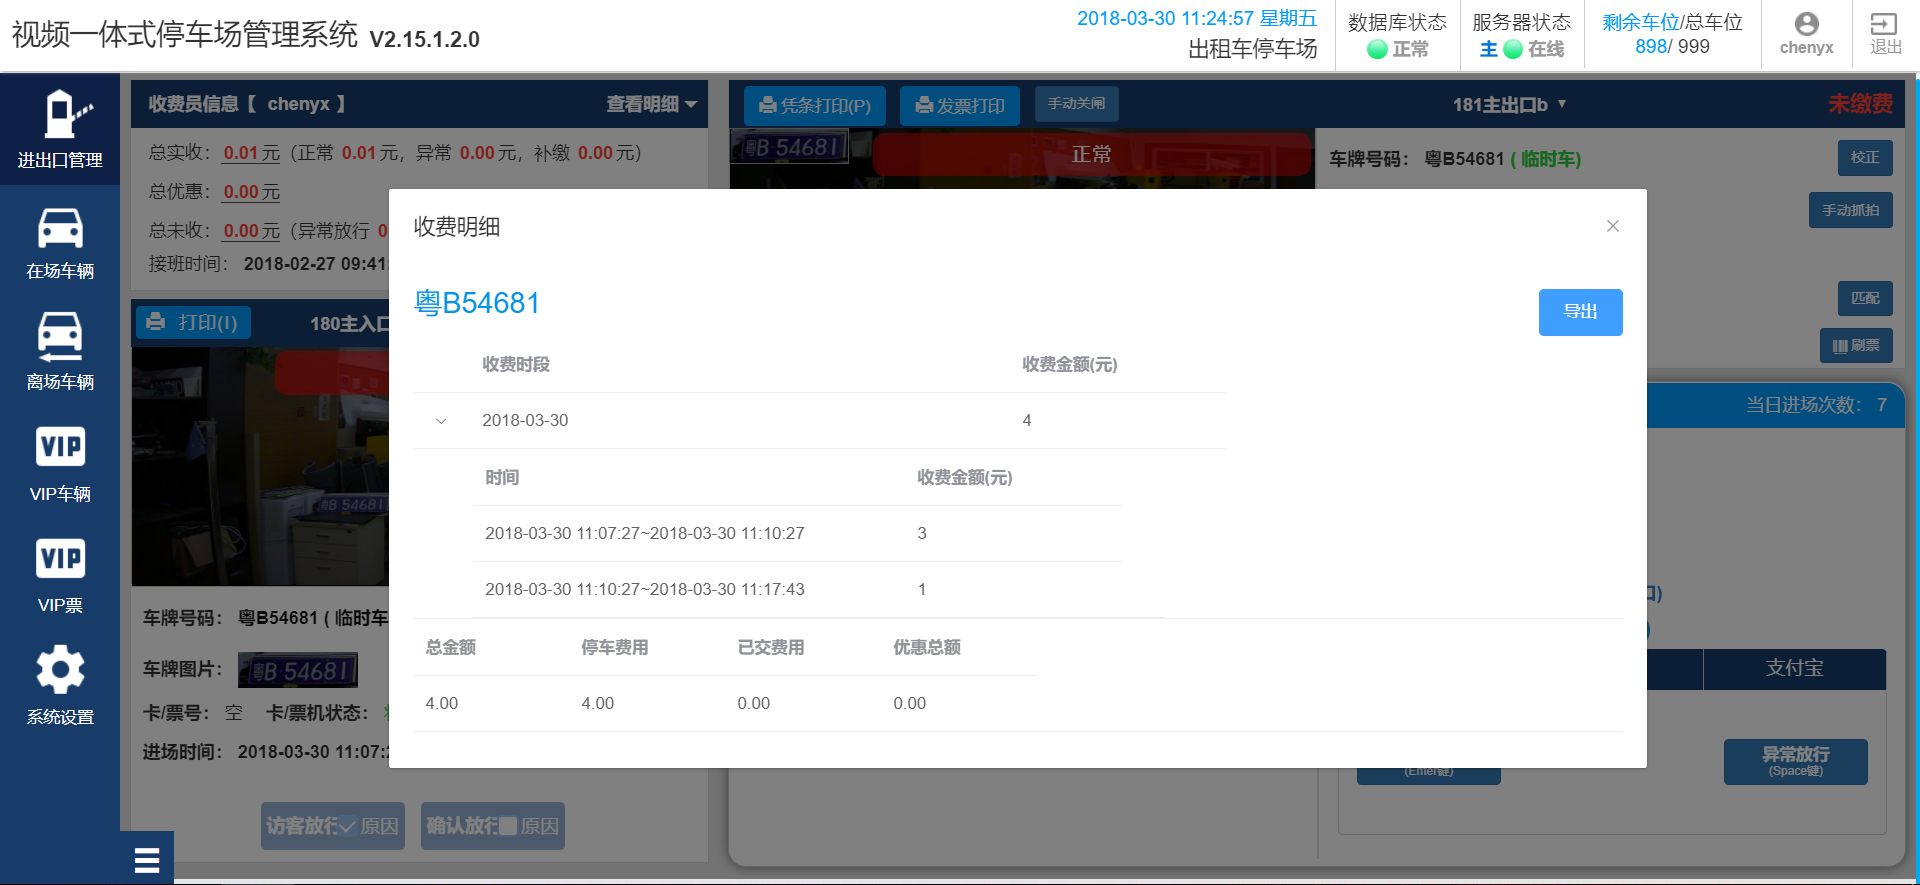 视频一体式停车场管理系统 V2.15.1.2.0
2018-03-30 11:24:57 星期五
出租车停车场
数据库状态
正常
服务器状态
主 在线
剩余车位/总车位
898/ 999
chenyx
退出
进出口管理
在场车辆
离场车辆
VIP
VIP车辆
VIP
VIP票
系统设置
收费员信息【 chenyx 】
查看明细
总实收： 0.01元（正常 0.01元，异常 0.00元，补缴 0.00元）
总优惠： 0.00元
总未收： 0.00元（异常放行 0
接班时间： 2018-02-27 09:41:
打印(I)
180主入口
粤B 54681
车牌号码： 粤B54681 ( 临时车
车牌图片： 粤B·54681
卡/票号： 空 卡/票机状态：
进场时间： 2018-03-30 11:07:2
访客放行 原因
确认放行 原因
凭条打印(P)
发票打印
手动关闸
181主出口b
未缴费
粤B 54681
正常
车牌号码： 粤B54681 ( 临时车)
校正
手动抓拍
匹配
刷票
当日进场次数： 7
支付宝
(Enter键)
异常放行
(Space键)
收费明细
粤B54681
导出
收费时段 收费金额(元)
2018-03-30 4
时间 收费金额(元)
2018-03-30 11:07:27~2018-03-30 11:10:27 3
2018-03-30 11:10:27~2018-03-30 11:17:43 1
总金额 停车费用 已交费用 优惠总额
4.00 4.00 0.00 0.00